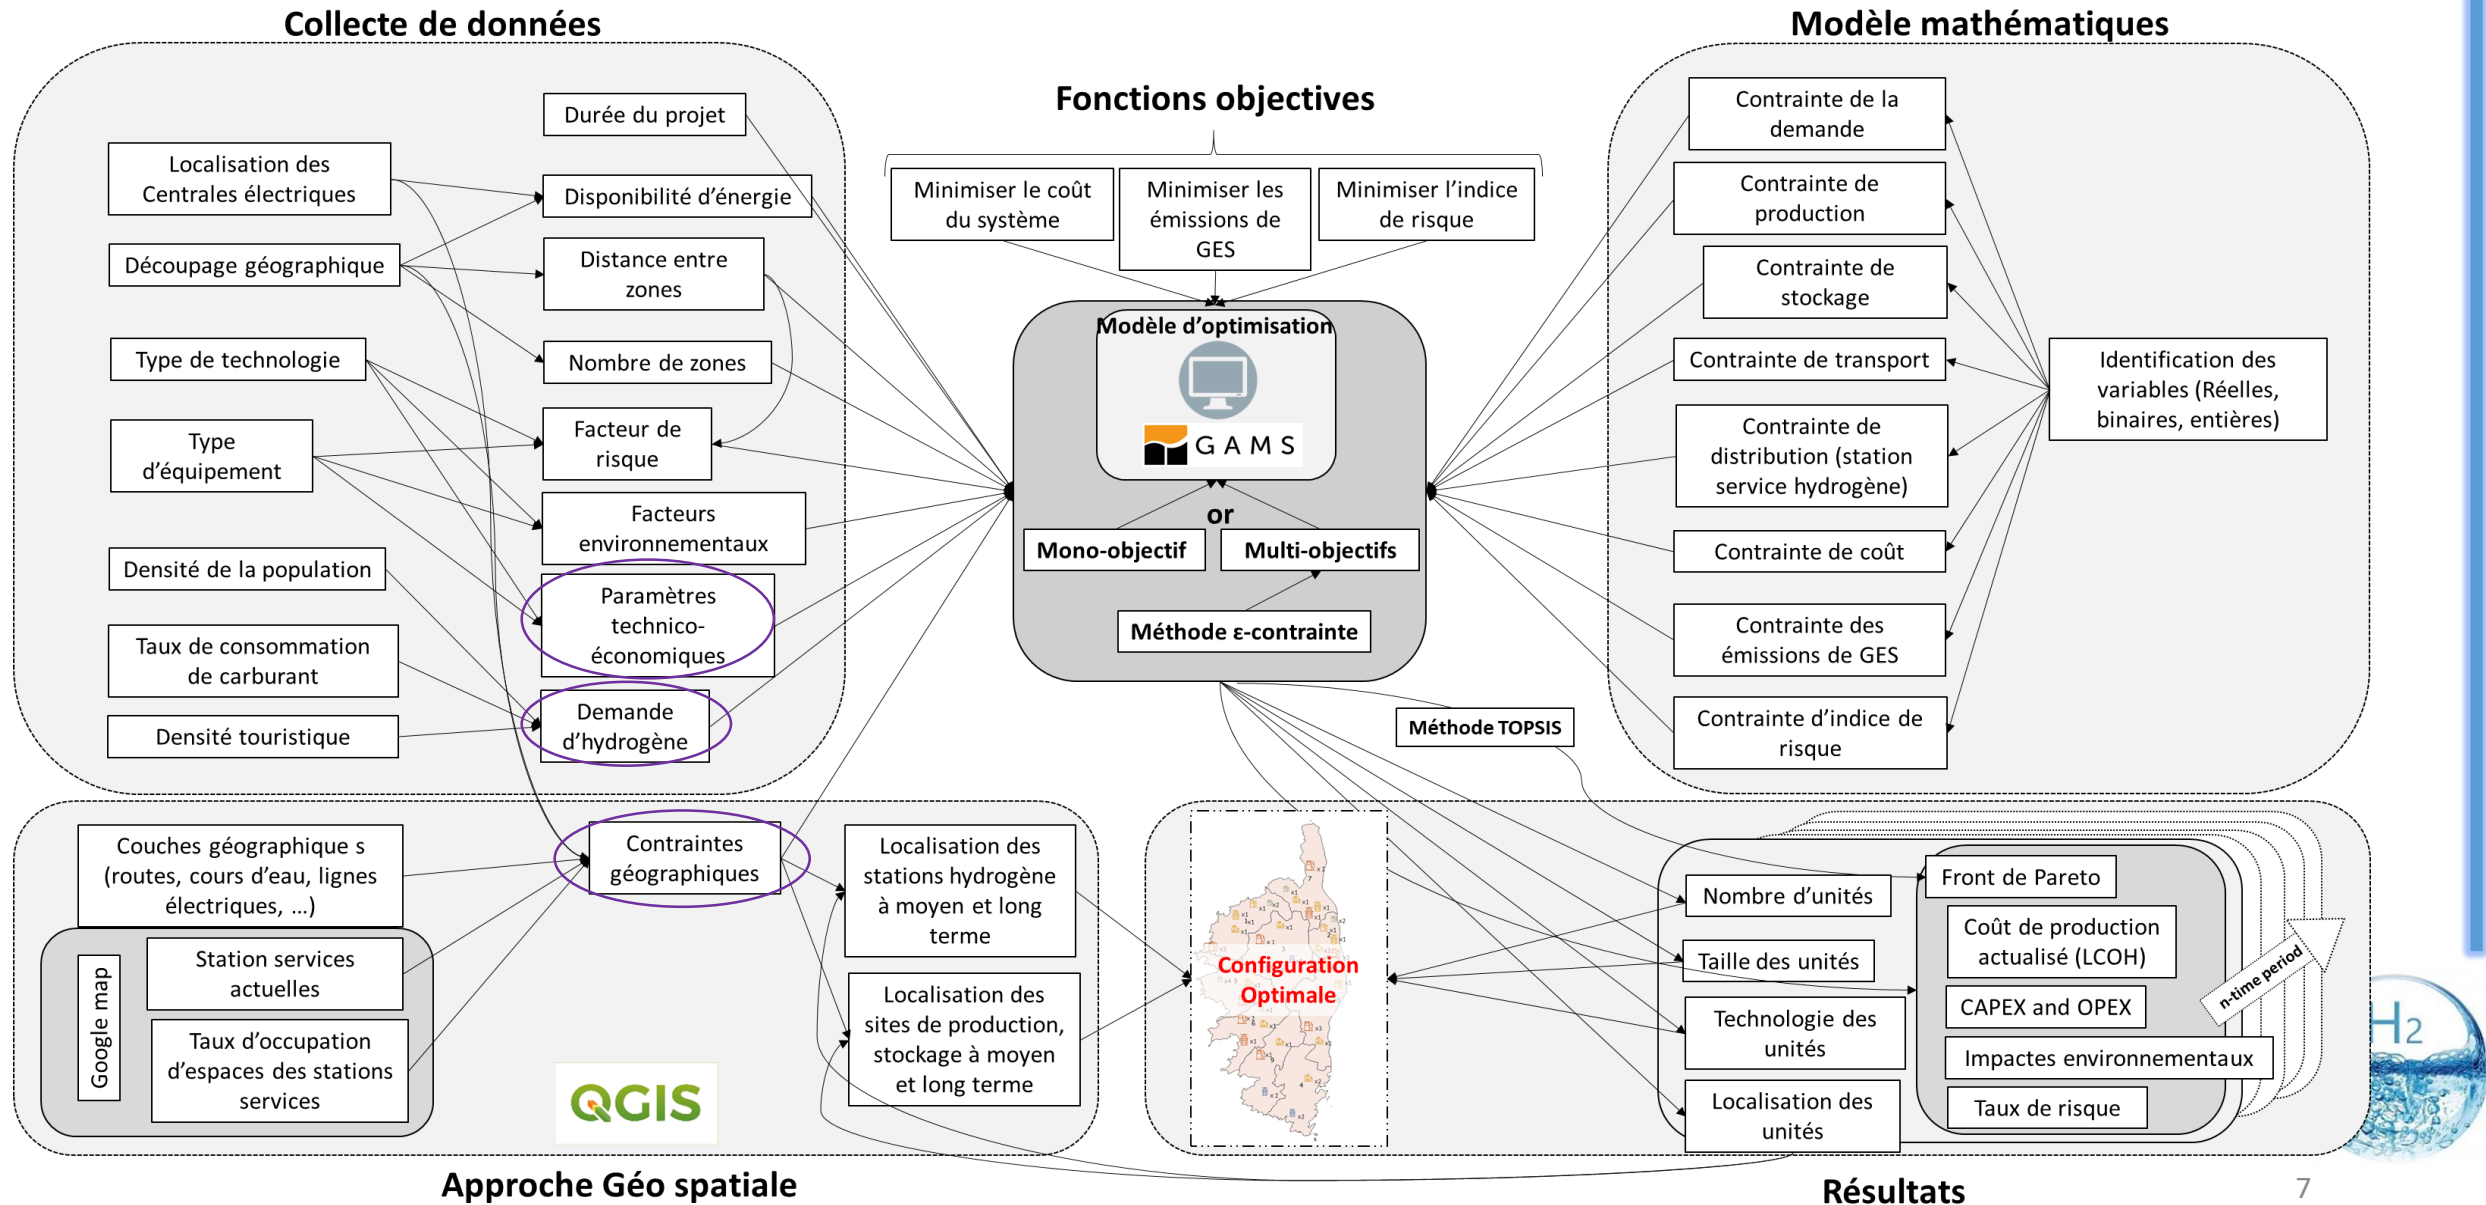 Collecte de données
Durée du projet
Localisation des
Centrales électriques
Disponibilité d'énergie
Découpage géographique
Distance entre
zones
Type de technologie
Nombre de zones
Type
d'équipement
Facteur de
risque
Facteurs
environnementaux
Densité de la population
Paramètres
technico-
économiques
Taux de consommation
de carburant
Demande
d'hydrogène
Densité touristique
Fonctions objectives
Minimiser le coût
du système
Minimiser les
émissions de
GES
Minimiser l'indice
de risque
Modèle d'optimisation
GAMS
or
Mono-objectif
Multi-objectifs
Méthode ε-contrainte
Méthode TOPSIS
Modèle mathématiques
Contrainte de la
demande
Contrainte de
production
Contrainte de
stockage
Contrainte de transport
Contrainte de
distribution (station
service hydrogène)
Contrainte de coût
Contrainte des
émissions de GES
Contrainte d'indice de
risque
Identification des
variables (Réelles,
binaires, entières)
Couches géographique s
(routes, cours d'eau, lignes
électriques, ...)
Google map
Station services
actuelles
Taux d'occupation
d'espaces des stations
services
Contraintes
géographiques
Localisation des
stations hydrogène
à moyen et long
terme
Localisation des
sites de production,
stockage à moyen
et long terme
QGIS
Approche Géo spatiale
Configuration
Optimale
Nombre d'unités
Taille des unités
Technologie des
unités
Localisation des
unités
Front de Pareto
Coût de production
actualisé (LCOH)
CAPEX and OPEX
Impactes environnementaux
Taux de risque
n-time period
H2
Résultats
7